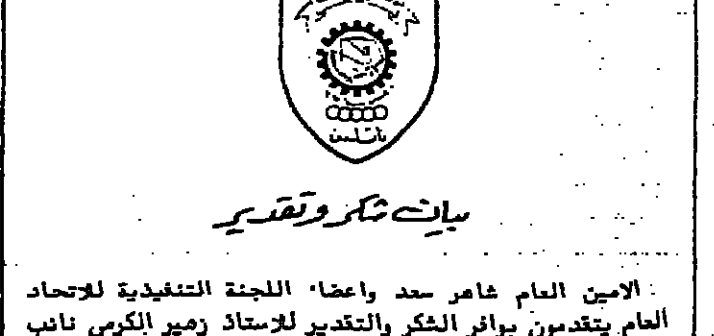 بيان شكر وتقدير
الامين العام شاهر سعد واعضاء اللجنة التنفيذية للاتحاد
العام يتقدمون بوافر الشكر والتقدير للاستاذ زهير الكرمي نائب